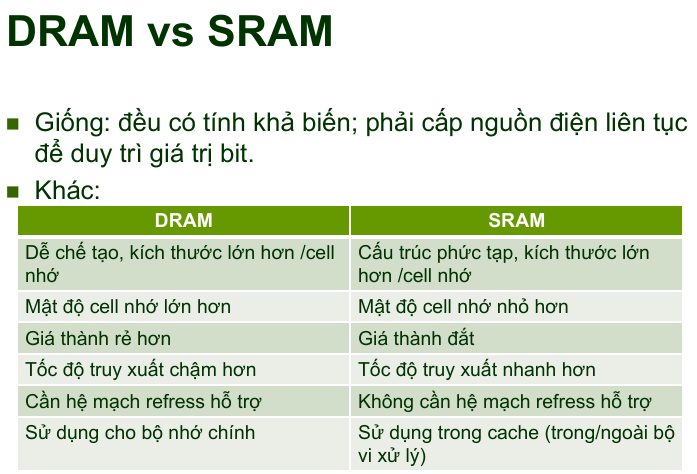 DRAM vs SRAM
Giống: đều có tính khả biến; phải cấp nguồn điện liên tục
để duy trì giá trị bit.
Khác:
DRAM
SRAM
Dễ chế tạo, kích thước lớn hơn /cell
nhớ
Cấu trúc phức tạp, kích thước lớn
hơn /cell nhớ
Mật độ cell nhớ lớn hơn
Mật độ cell nhớ nhỏ hơn
Giá thành rẻ hơn
Giá thành đắt
Tốc độ truy xuất chậm hơn
Tốc độ truy xuất nhanh hơn
Cần hệ mạch refress hỗ trợ
Không cần hệ mạch refress hỗ trợ
Sử dụng cho bộ nhớ chính
Sử dụng trong cache (trong/ngoài bộ
vi xử lý)